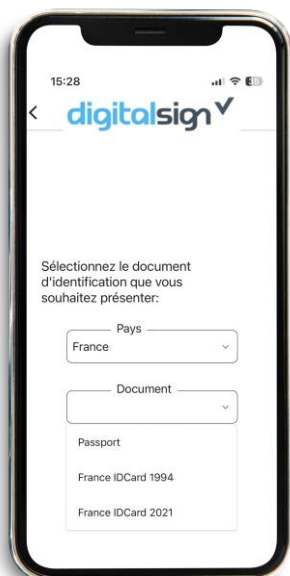 15:28
digitalsign
Sélectionnez le document
d'identification que vous
souhaitez présenter:
Pays
France
Document
Passport
France IDCard 1994
France IDCard 2021